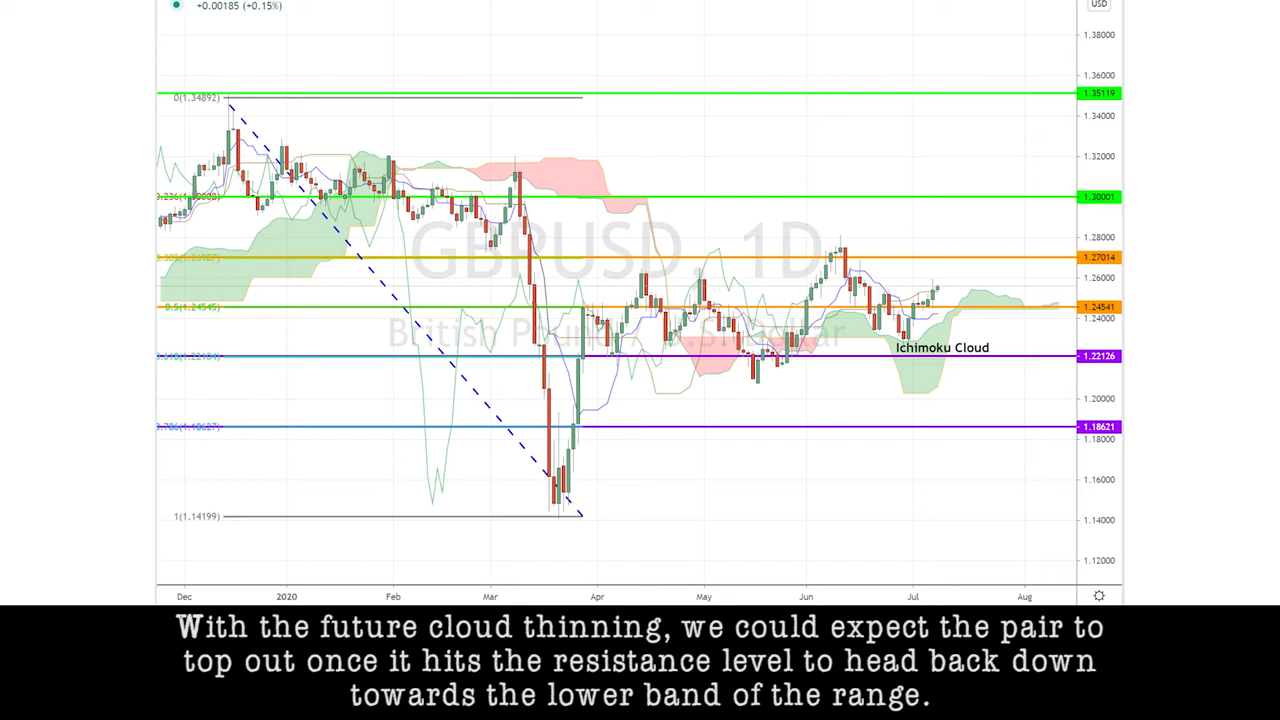 +0.00185 (+0.15%)
USD
1.38000
1.36000
1.35119
0(1.34892)
1.34000
1.32000
1.30001
1.28000
GBPUSD, 1D
1.27014
1.26000
1.24541
1.24000
British Pound
Ichimoku Cloud
1.22126
1.20000
1.18621
1.18000
1.16000
1(1.14199)
1.14000
1.12000
Dec 2020 Feb Mar Apr May Jun Jul Aug
With the future cloud thinning, we could expect the pair to
top out once it hits the resistance level to head back down
towards the lower band of the range.